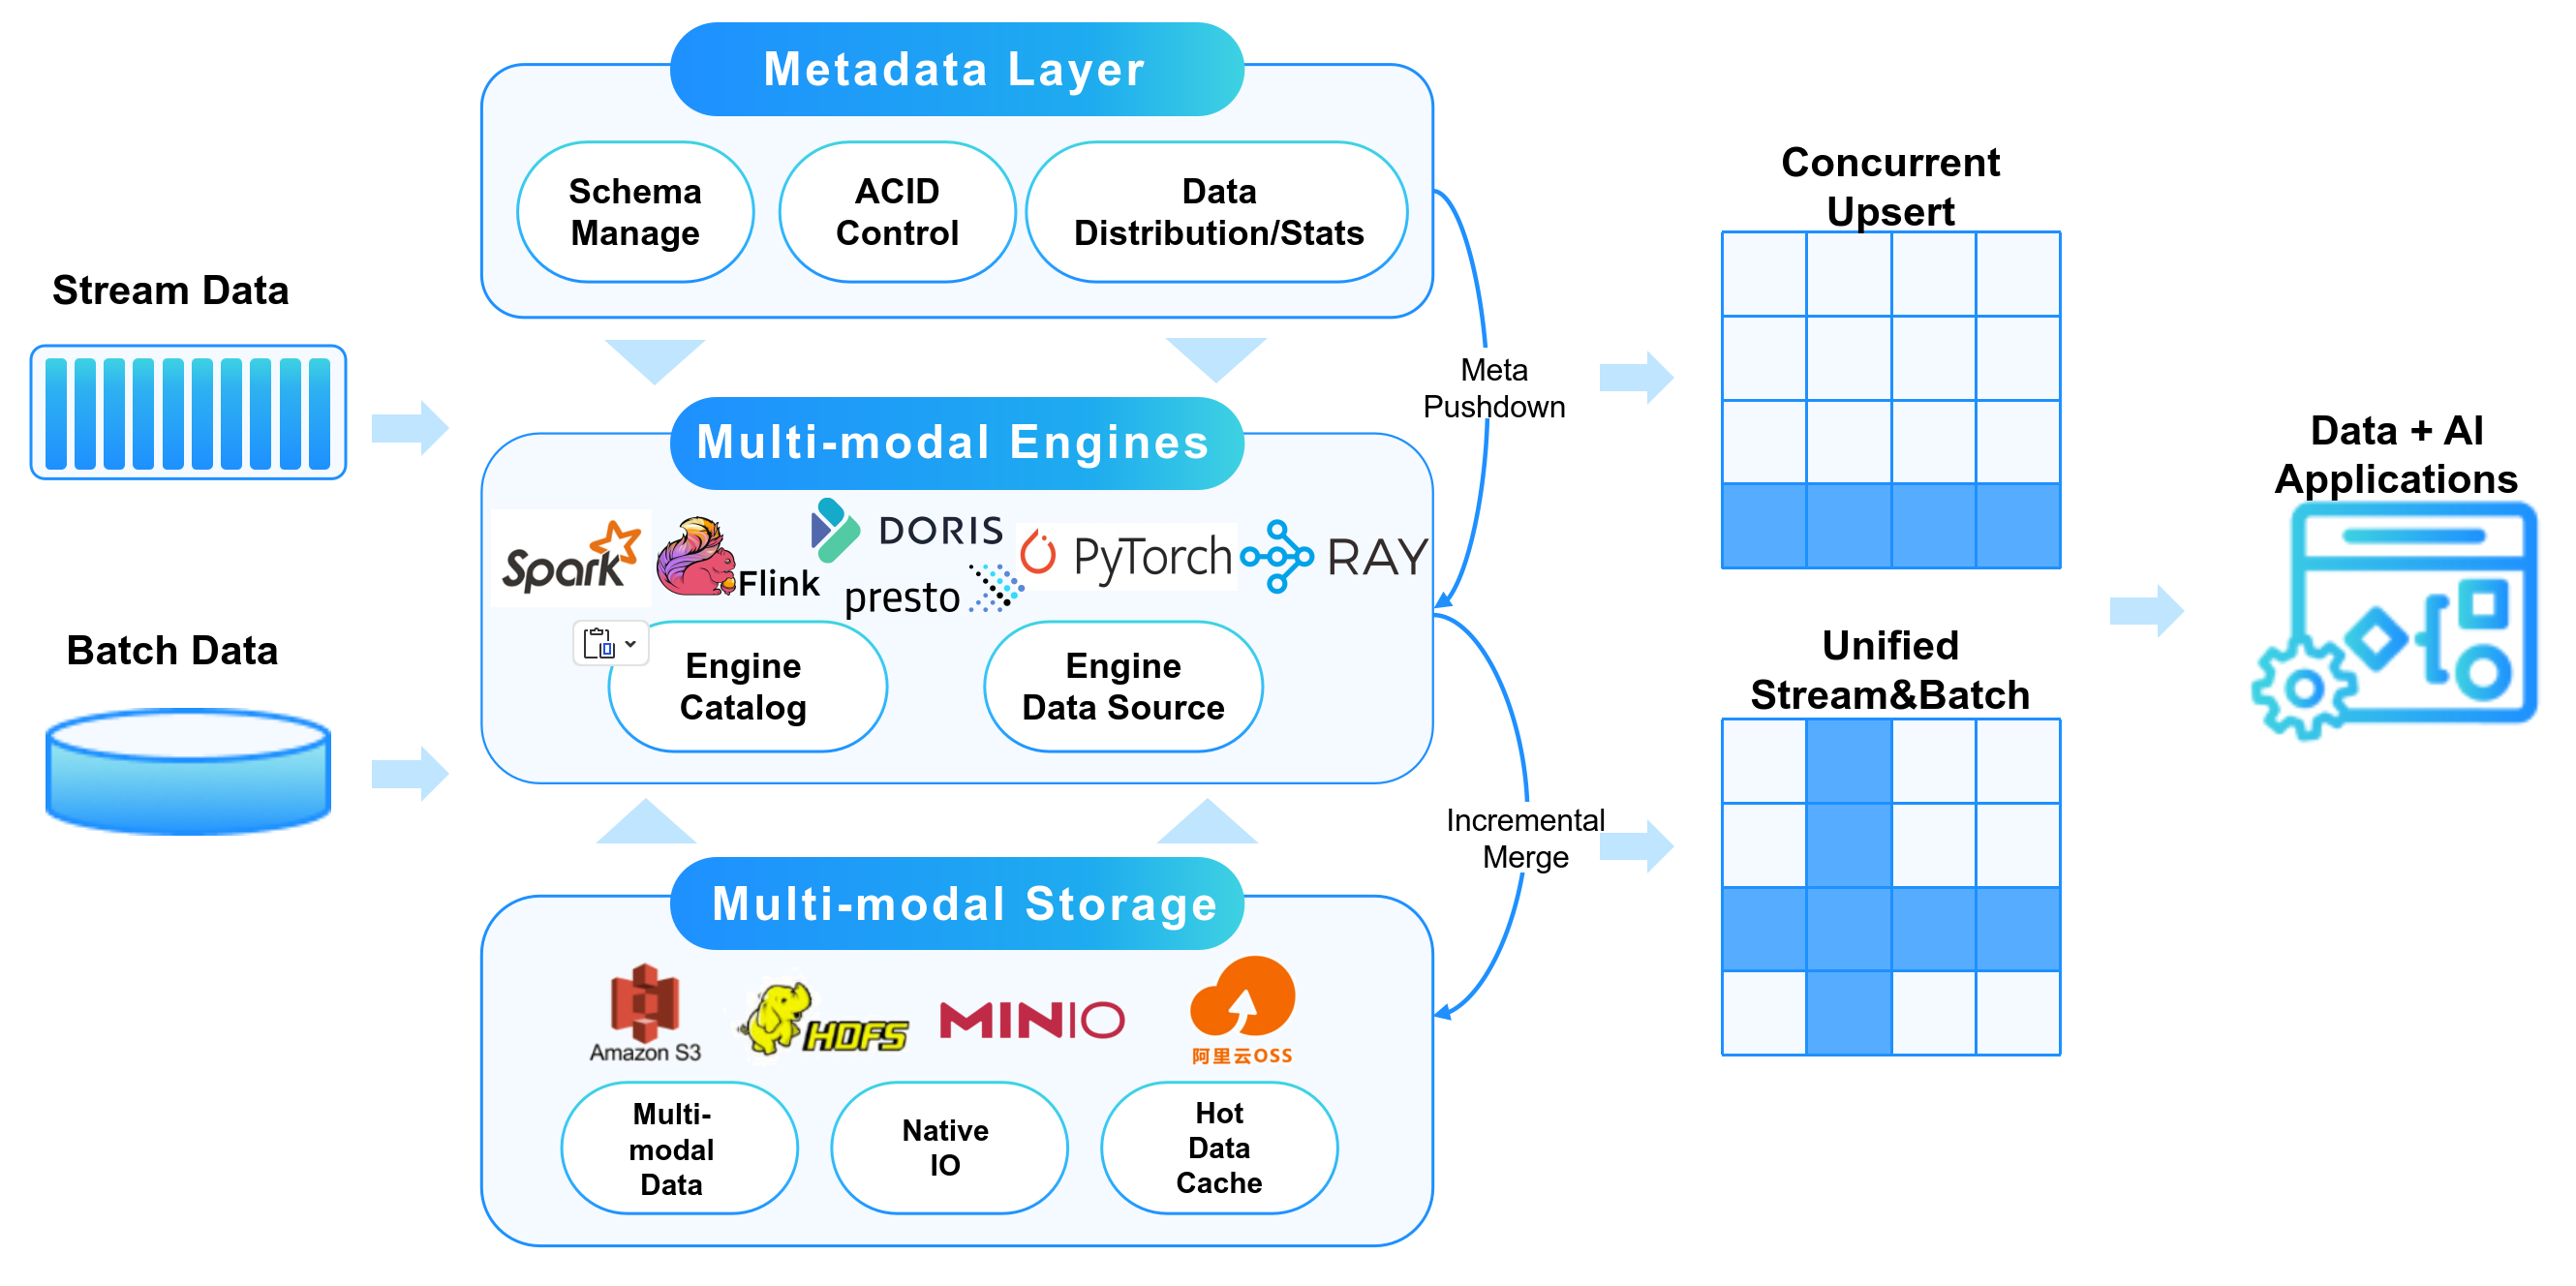 Metadata Layer
Schema
Manage
ACID
Control
Data
Distribution/Stats
Stream Data
Batch Data
Multi-modal Engines
Spark
Flink
DORIS
presto
PyTorch
RAY
Engine
Catalog
Engine
Data Source
Multi-modal Storage
Amazon S3
HDFS
MINIO
阿里云OSS
Multi-
modal
Data
Native
IO
Hot
Data
Cache
Meta
Pushdown
Incremental
Merge
Concurrent
Upsert
Unified
Stream&Batch
Data + AI
Applications